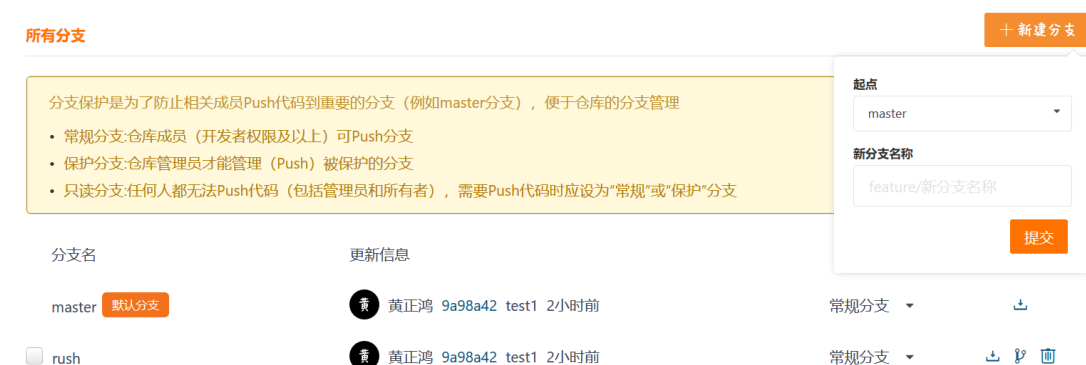 所有分支
+ 新建分支
分支保护是为了防止相关成员Push代码到重要的分支（例如master分支），便于仓库的分支管理
• 常规分支:仓库成员（开发者权限及以上）可Push分支
• 保护分支:仓库管理员才能管理（Push）被保护的分支
• 只读分支:任何人都无法Push代码（包括管理员和所有者），需要Push代码时应设为“常规”或“保护”分支
起点
master
新分支名称
feature/新分支名称
提交
分支名 更新信息
master 默认分支 黄 黄正鸿 9a98a42 test1 2小时前 常规分支
rush 黄 黄正鸿 9a98a42 test1 2小时前 常规分支